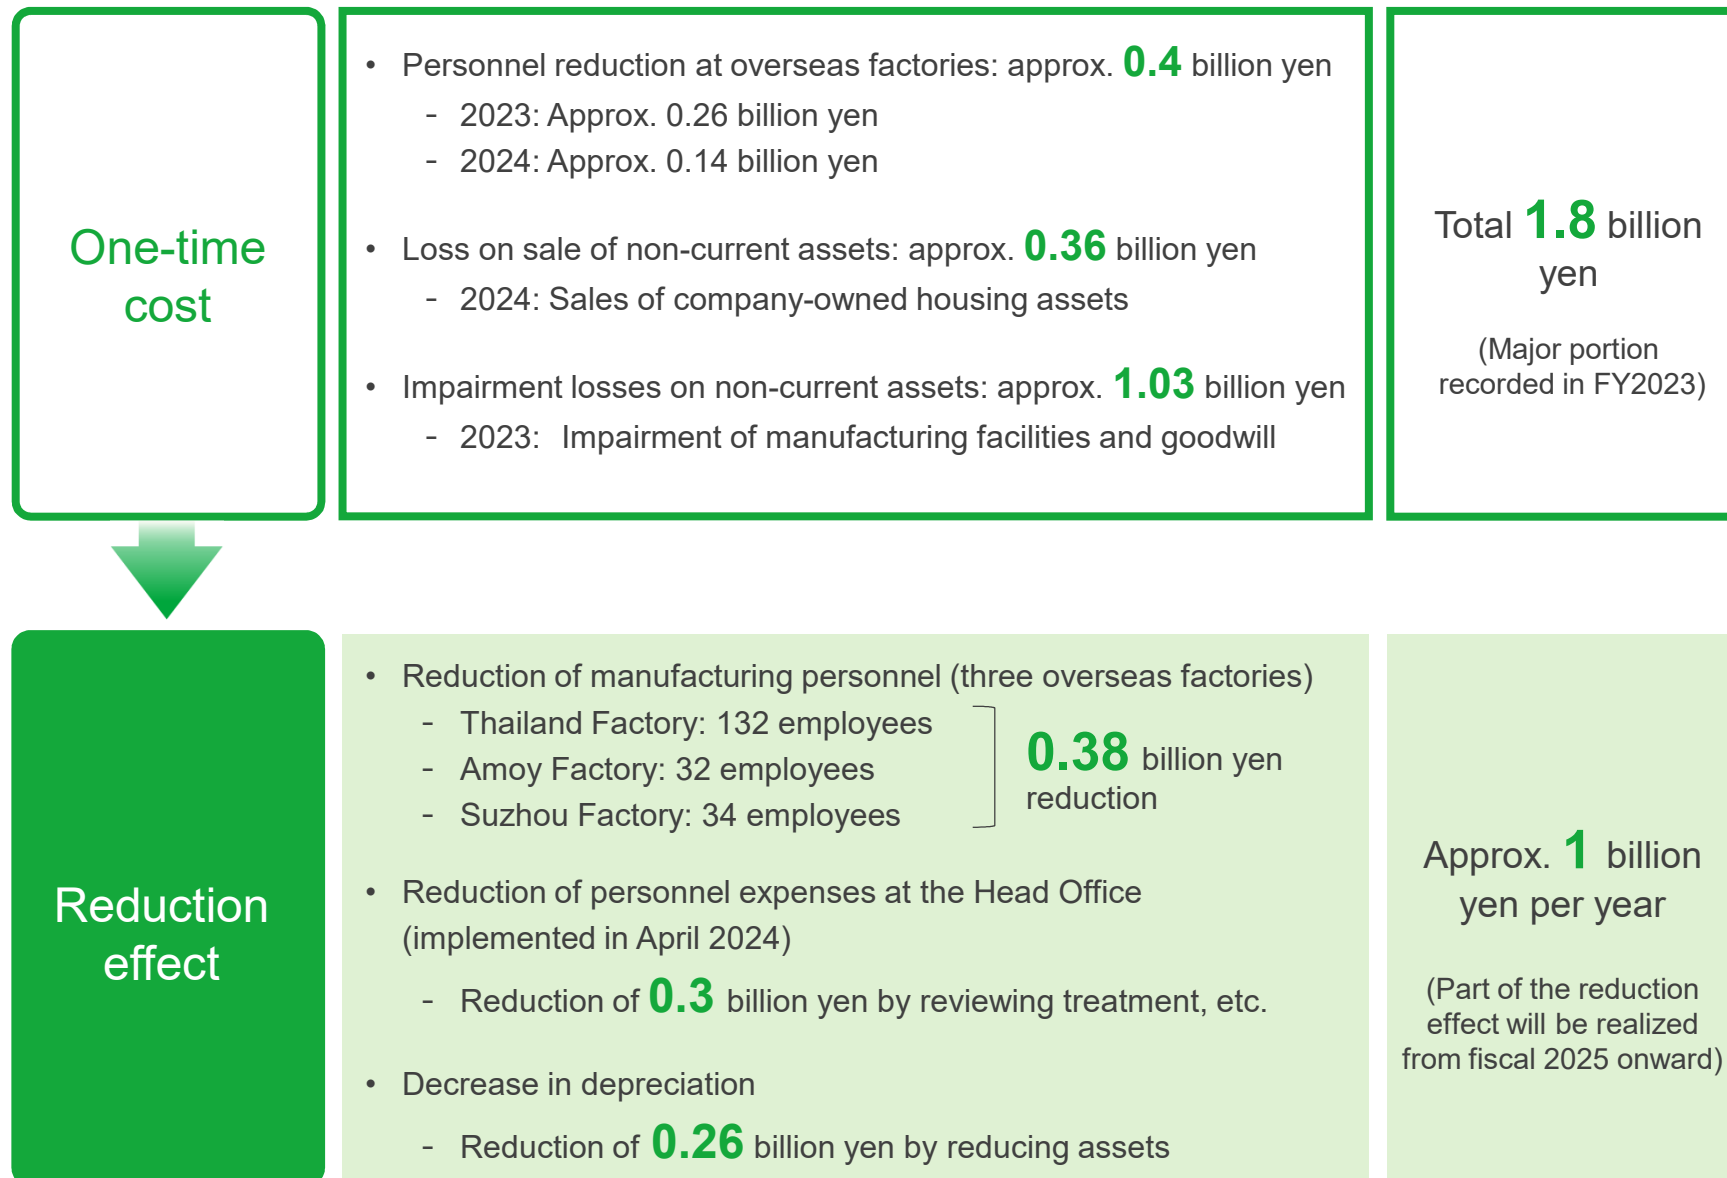 One-time
cost
• Personnel reduction at overseas factories: approx. 0.4 billion yen
- 2023: Approx. 0.26 billion yen
- 2024: Approx. 0.14 billion yen
• Loss on sale of non-current assets: approx. 0.36 billion yen
- 2024: Sales of company-owned housing assets
• Impairment losses on non-current assets: approx. 1.03 billion yen
- 2023: Impairment of manufacturing facilities and goodwill
Total 1.8 billion
yen
(Major portion
recorded in FY2023)
Reduction
effect
• Reduction of manufacturing personnel (three overseas factories)
- Thailand Factory: 132 employees
- Amoy Factory: 32 employees
- Suzhou Factory: 34 employees
0.38 billion yen
reduction
• Reduction of personnel expenses at the Head Office
(implemented in April 2024)
- Reduction of 0.3 billion yen by reviewing treatment, etc.
• Decrease in depreciation
- Reduction of 0.26 billion yen by reducing assets
Approx. 1 billion
yen per year
(Part of the reduction
effect will be realized
from fiscal 2025 onward)